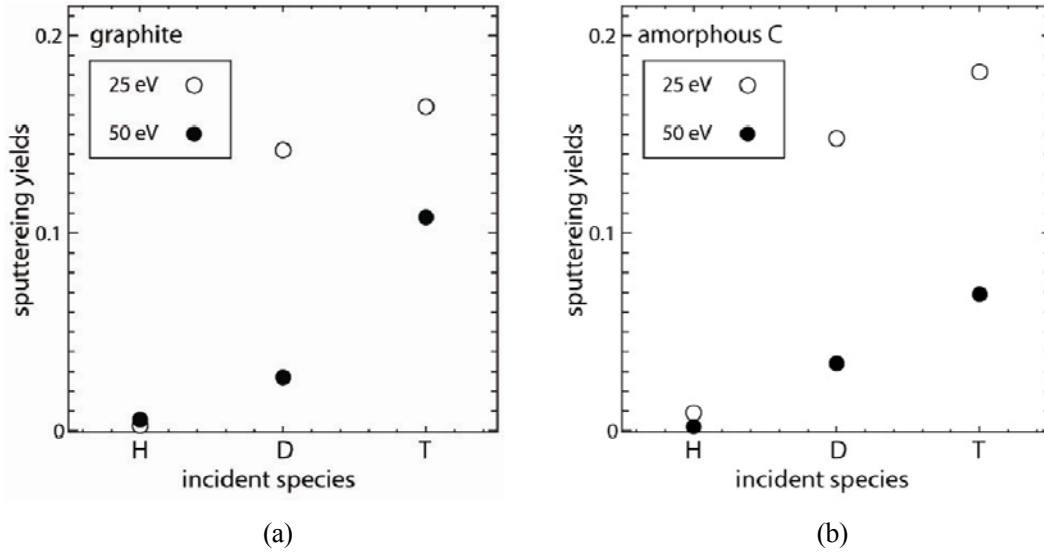 graphite
25 eV
50 eV
0.2
0.1
0
sputtereing yields
H D T
incident species
(a)
amorphous C
25 eV
50 eV
0.2
0.1
0
sputtereing yields
H D T
incident species
(b)